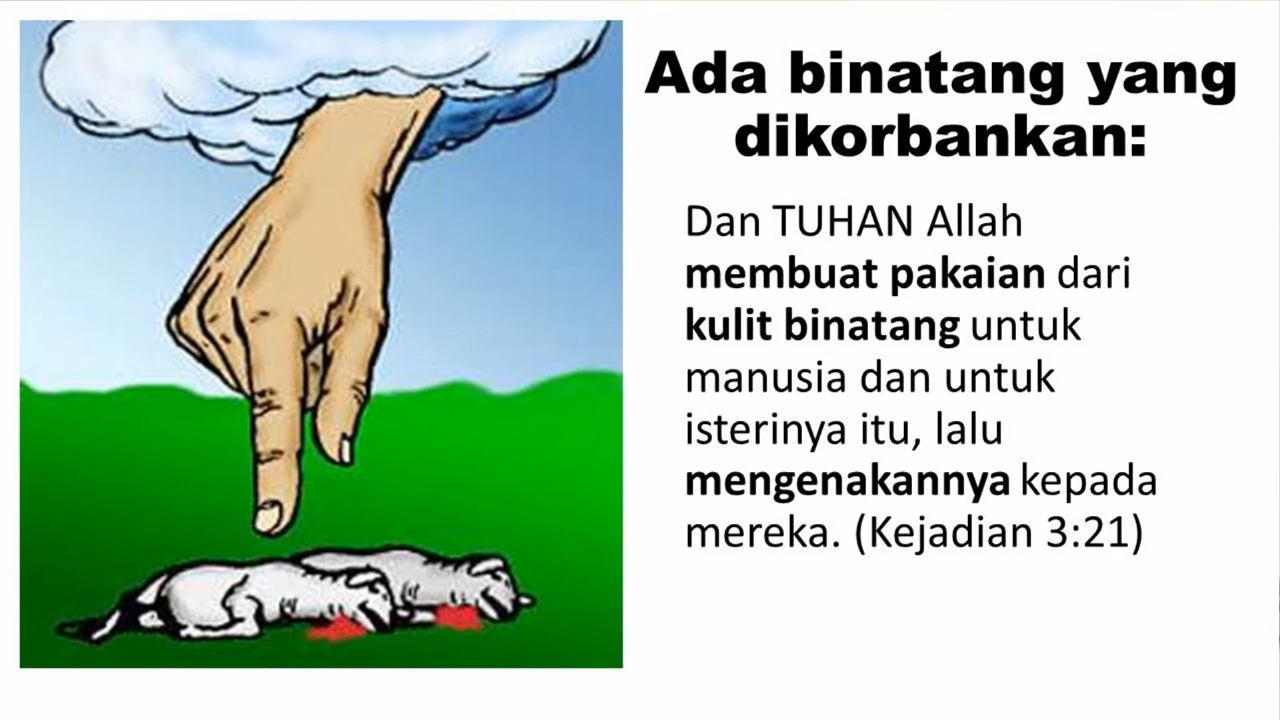 Ada binatang yang
dikorbankan:
Dan TUHAN Allah
membuat pakaian dari
kulit binatang untuk
manusia dan untuk
isterinya itu, lalu
mengenakannya kepada
mereka. (Kejadian 3:21)